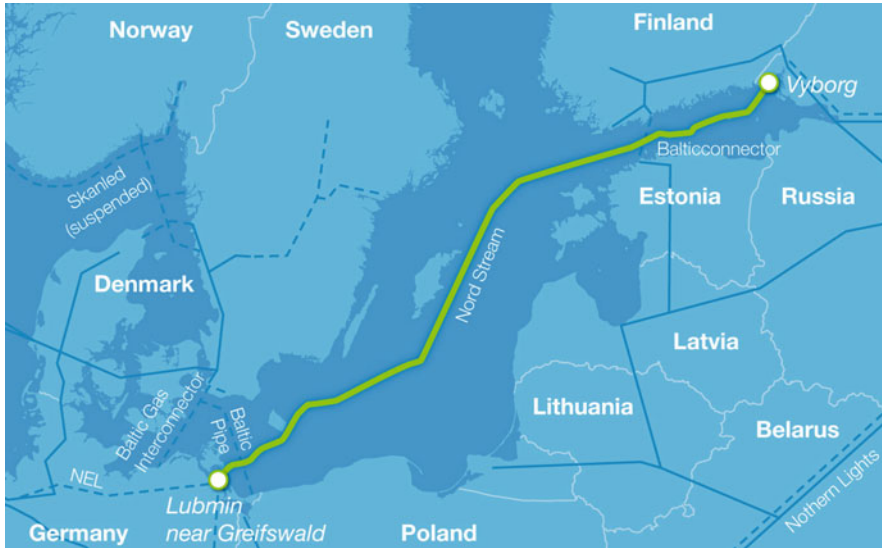 Norway
Sweden
Finland
Vyborg
Balticconnector
Skanled
(suspended)
Estonia
Russia
Denmark
Nord Stream
Latvia
Lithuania
Baltic Gas
Interconnector
Baltic
Pipe
Belarus
NEL
Lubmin
near Greifswald
Germany
Poland
Nothern Lights